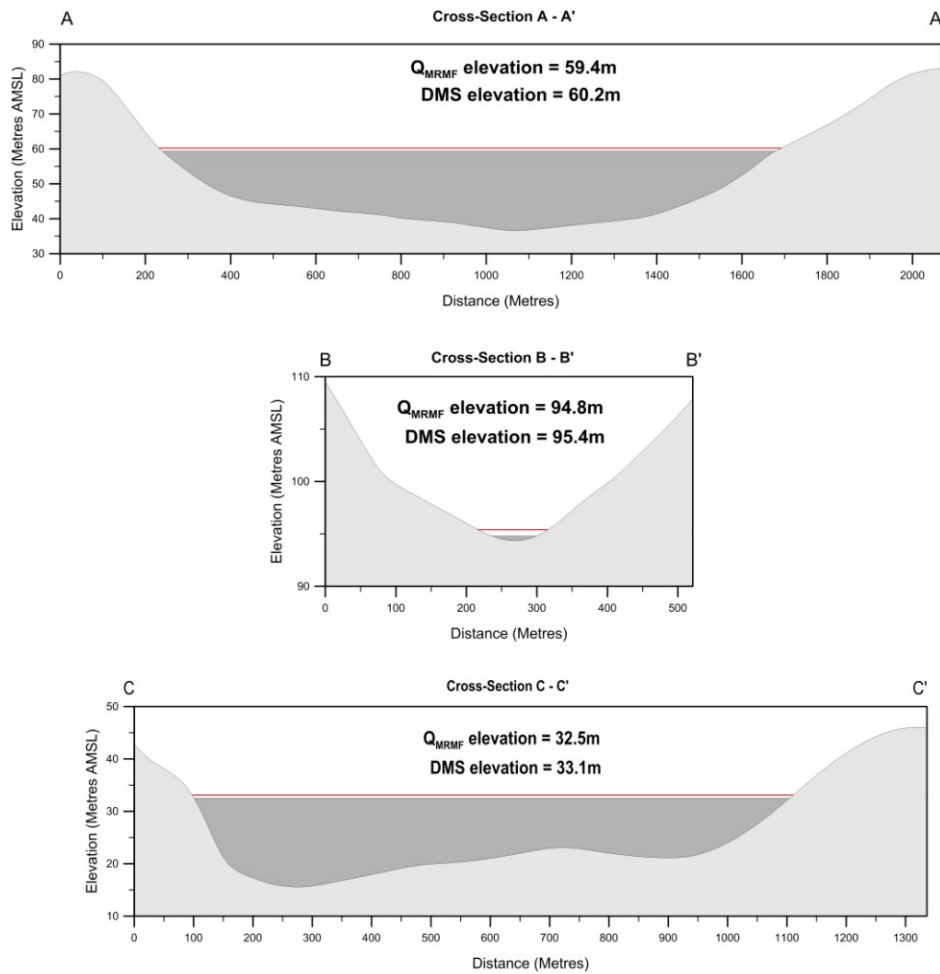 Cross-Section A - A'
A
A
Q_MRMF elevation = 59.4m
DMS elevation = 60.2m
Elevation (Metres AMSL)
90
80
70
60
50
40
30
0 200 400 600 800 1000 1200 1400 1600 1800 2000
Distance (Metres)
Cross-Section B - B'
B
B'
Q_MRMF elevation = 94.8m
DMS elevation = 95.4m
Elevation (Metres AMSL)
110
100
90
0 100 200 300 400 500
Distance (Metres)
Cross-Section C - C'
C
C'
Q_MRMF elevation = 32.5m
DMS elevation = 33.1m
Elevation (Metres AMSL)
50
40
30
20
10
0 100 200 300 400 500 600 700 800 900 1000 1100 1200 1300
Distance (Metres)